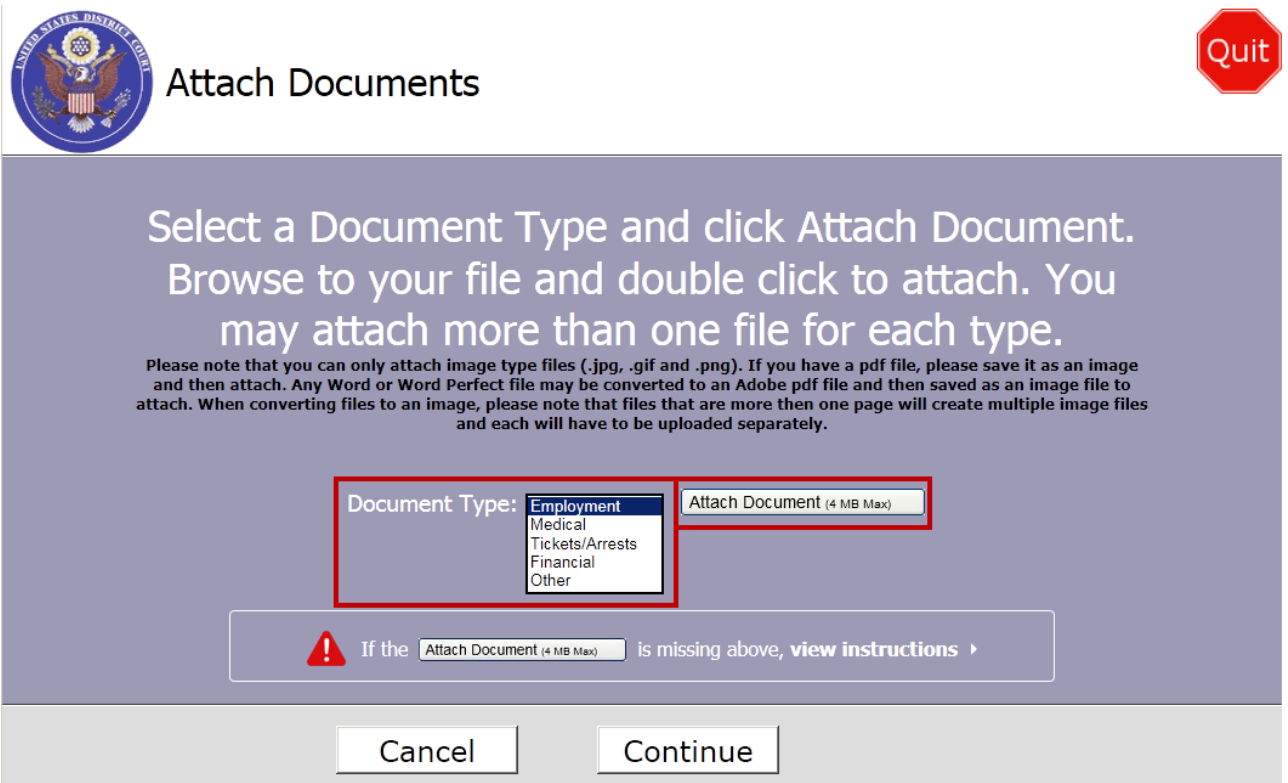 UNITED STATES DISTRICT COURT
Attach Documents
Quit
Select a Document Type and click Attach Document.
Browse to your file and double click to attach. You
may attach more than one file for each type.
Please note that you can only attach image type files (.jpg, .gif and .png). If you have a pdf file, please save it as an image
and then attach. Any Word or Word Perfect file may be converted to an Adobe pdf file and then saved as an image file to
attach. When converting files to an image, please note that files that are more then one page will create multiple image files
and each will have to be uploaded separately.
Document Type:
Employment
Medical
Tickets/Arrests
Financial
Other
Attach Document (4 MB Max)
If the Attach Document (4 MB Max) is missing above, view instructions
Cancel
Continue